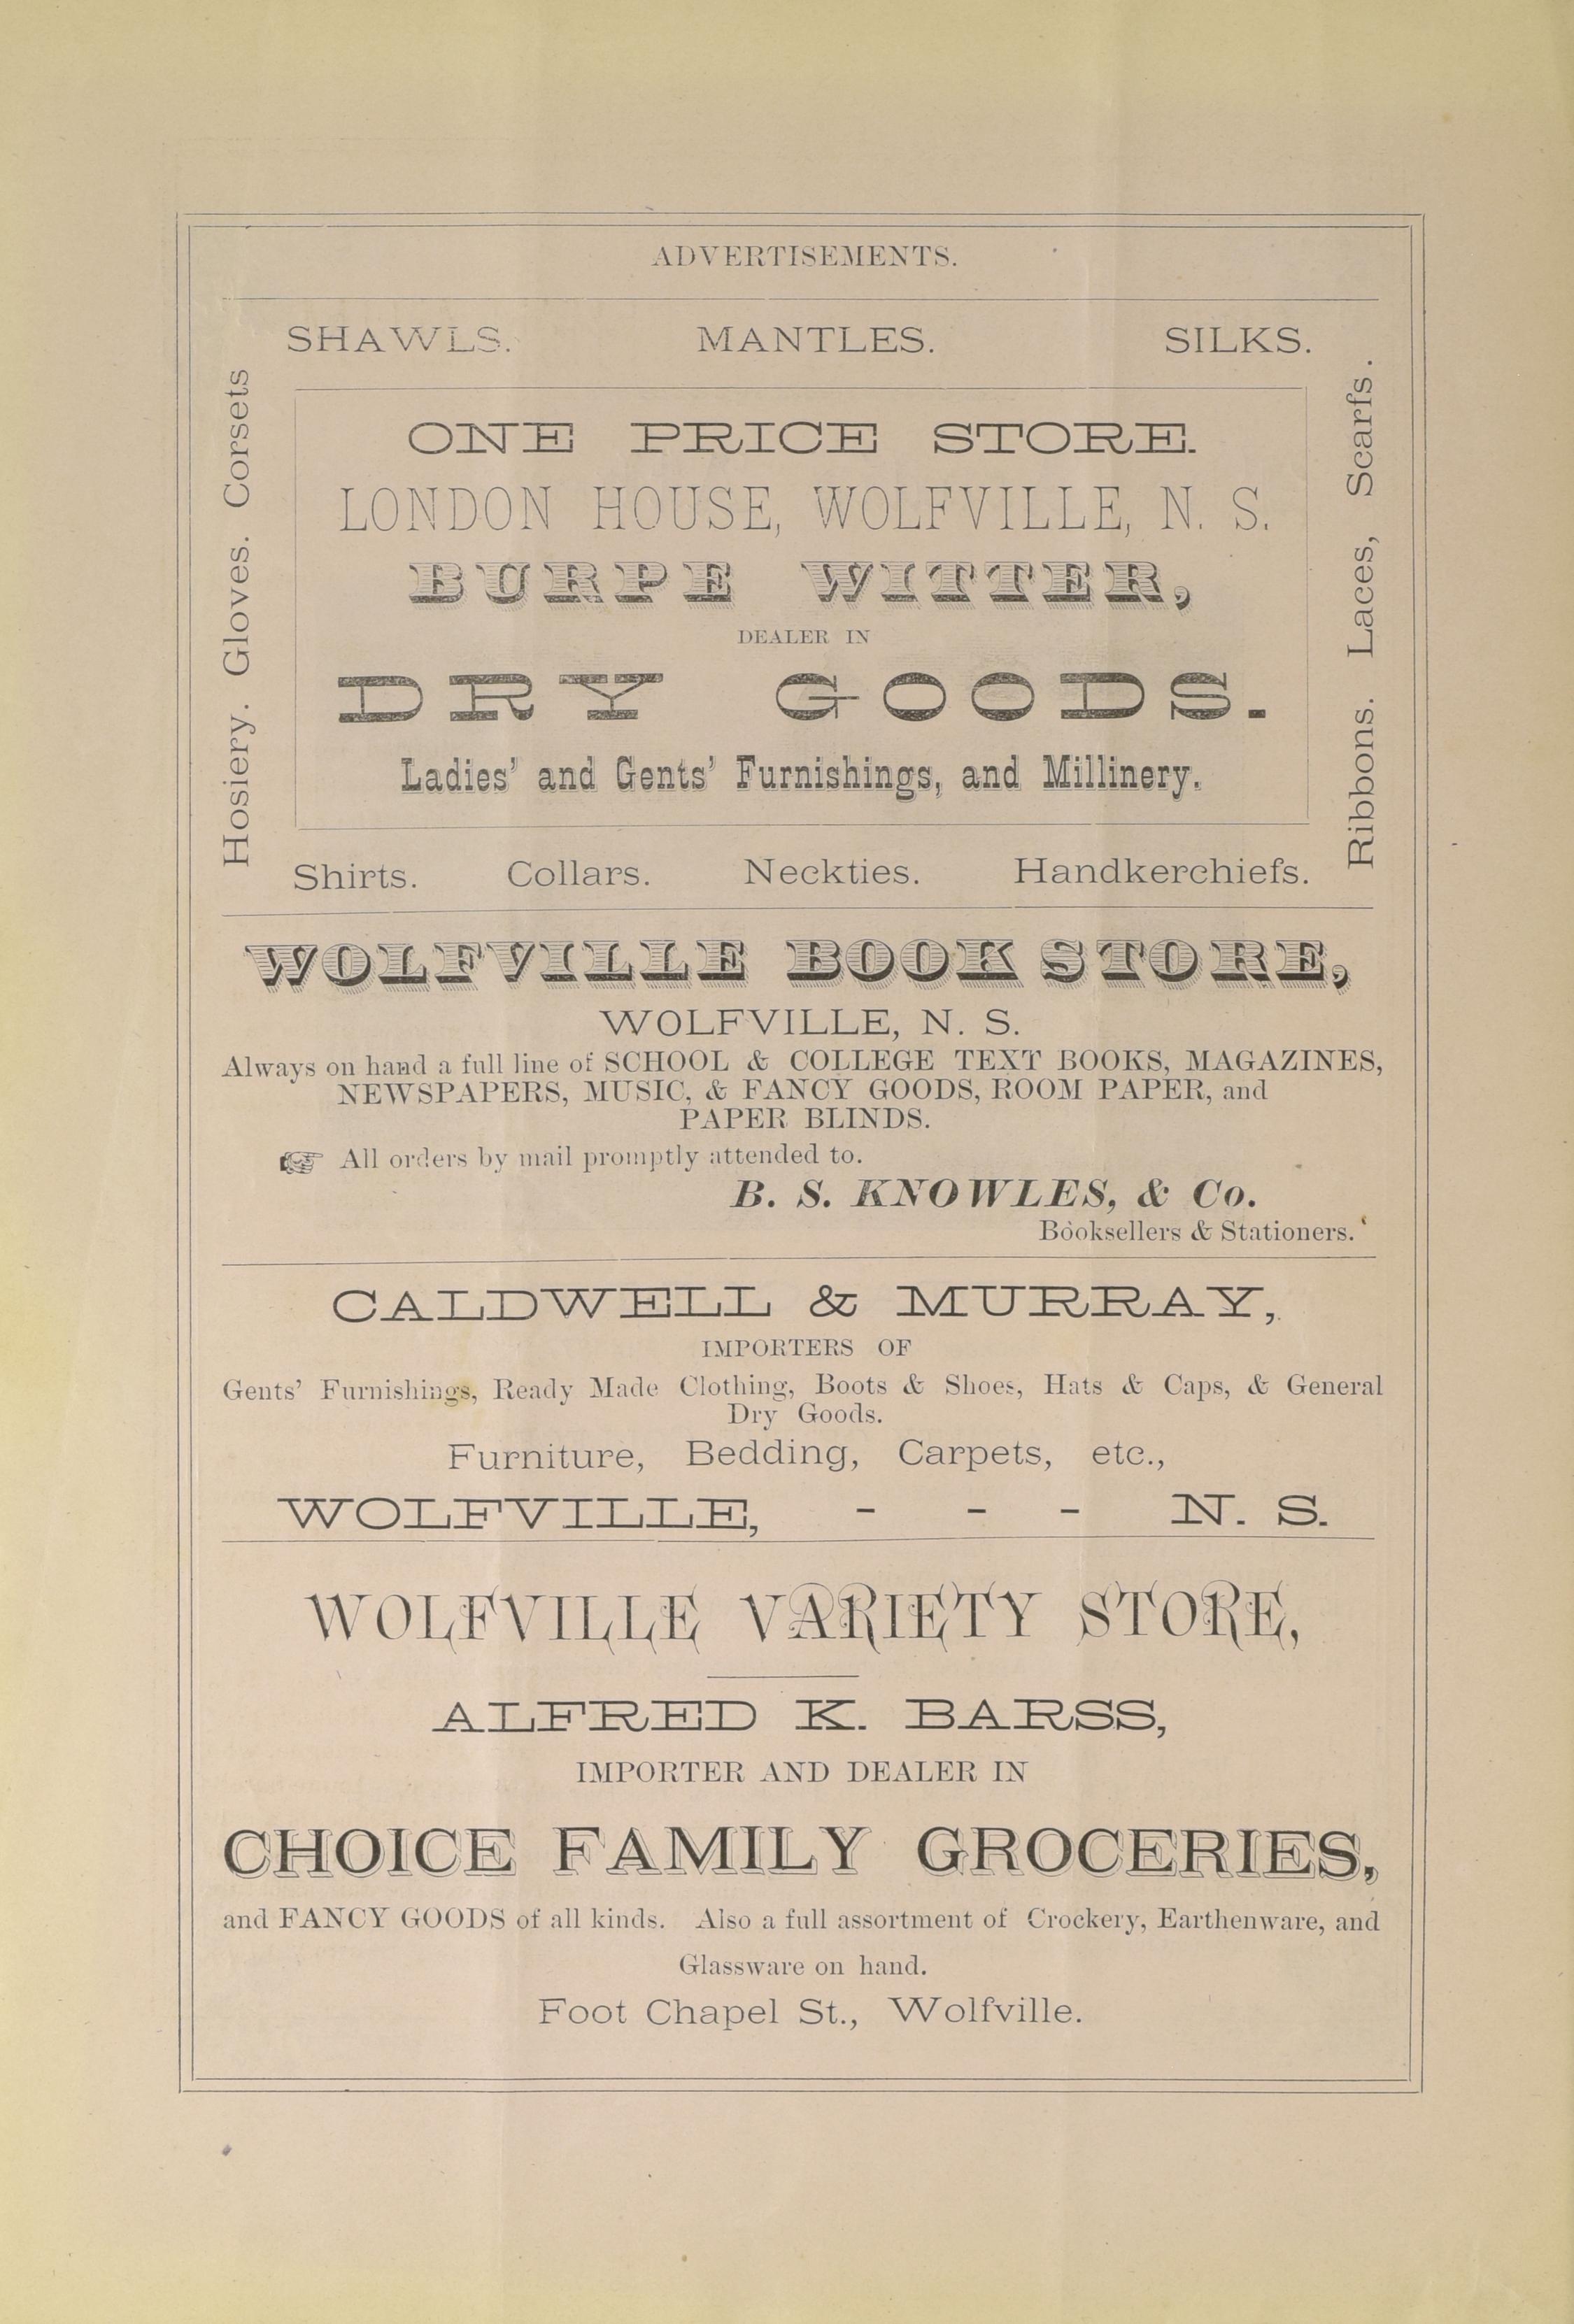 ADVERTISEMENTS.
SHAWLS. MANTLES. SILKS.
Hosiery. Gloves. Corsets
ONE PRICE STORE.
LONDON HOUSE, WOLFVILLE, N. S.
BURPE WITTER,
DEALER IN
DRY GOODS.
Ladies' and Gents' Furnishings, and Millinery.
Ribbons. Laces, Scarfs.
Shirts. Collars. Neckties. Handkerchiefs.
WOLFVILLE BOOK STORE,
WOLFVILLE, N. S.
Always on hand a full line of SCHOOL & COLLEGE TEXT BOOKS, MAGAZINES,
NEWSPAPERS, MUSIC, & FANCY GOODS, ROOM PAPER, and
PAPER BLINDS.
☞ All orders by mail promptly attended to.
B. S. KNOWLES, & Co.
Booksellers & Stationers.
CALDWELL & MURRAY,
IMPORTERS OF
Gents' Furnishings, Ready Made Clothing, Boots & Shoes, Hats & Caps, & General
Dry Goods.
Furniture, Bedding, Carpets, etc.,
WOLFVILLE, - - - N. S.
WOLFVILLE VARIETY STORE,
ALFRED K. BARSS,
IMPORTER AND DEALER IN
CHOICE FAMILY GROCERIES,
and FANCY GOODS of all kinds. Also a full assortment of Crockery, Earthenware, and
Glassware on hand.
Foot Chapel St., Wolfville.